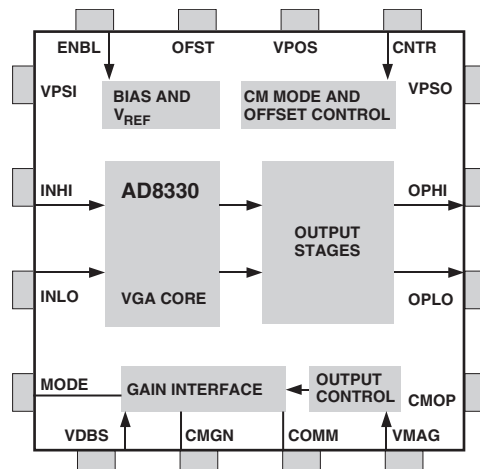 ENBL OFST VPOS CNTR
VPSI VPSO
BIAS AND
VREF
CM MODE AND
OFFSET CONTROL
INHI OPHI
AD8330
OUTPUT
STAGES
INLO OPLO
VGA CORE
MODE
GAIN INTERFACE
OUTPUT
CONTROL
CMOP
VDBS CMGN COMM VMAG